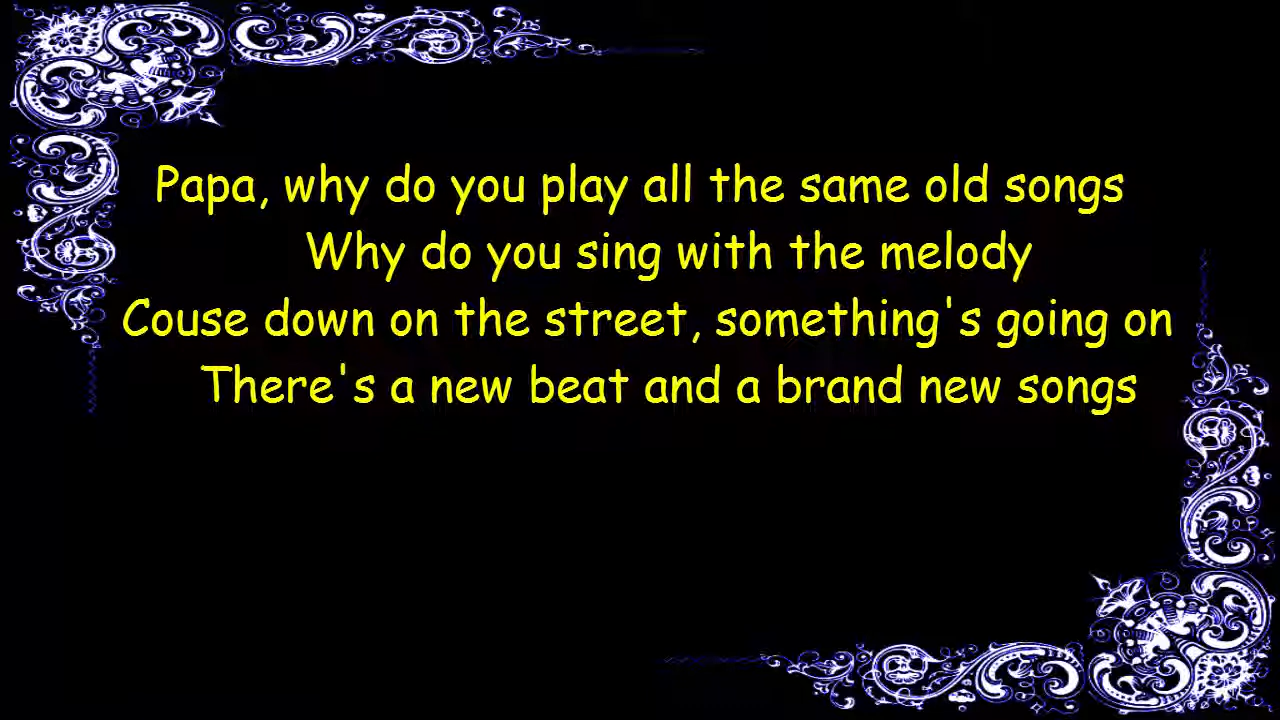 Papa, why do you play all the same old songs
Why do you sing with the melody
Couse down on the street, something's going on
There's a new beat and a brand new songs